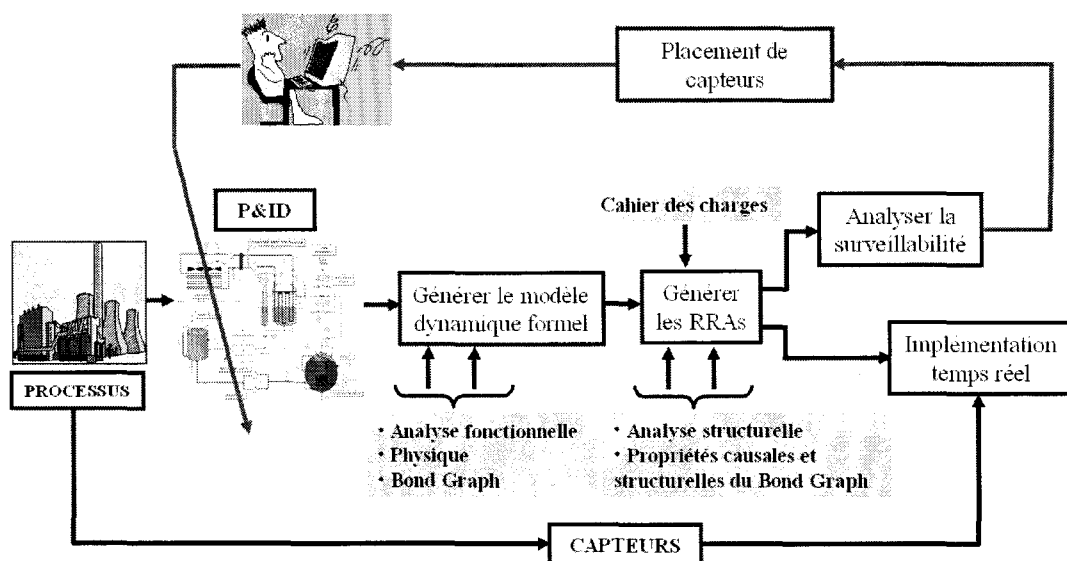 Placement de
capteurs
P&ID
Cahier des charges
Analyser la
surveillabilité
Générer le modèle
dynamique formel
Générer
les RRAs
Implémentation
temps réel
PROCESSUS
· Analyse fonctionnelle
· Physique
· Bond Graph
· Analyse structurelle
· Propriétés causales et
structurelles du Bond Graph
CAPTEURS